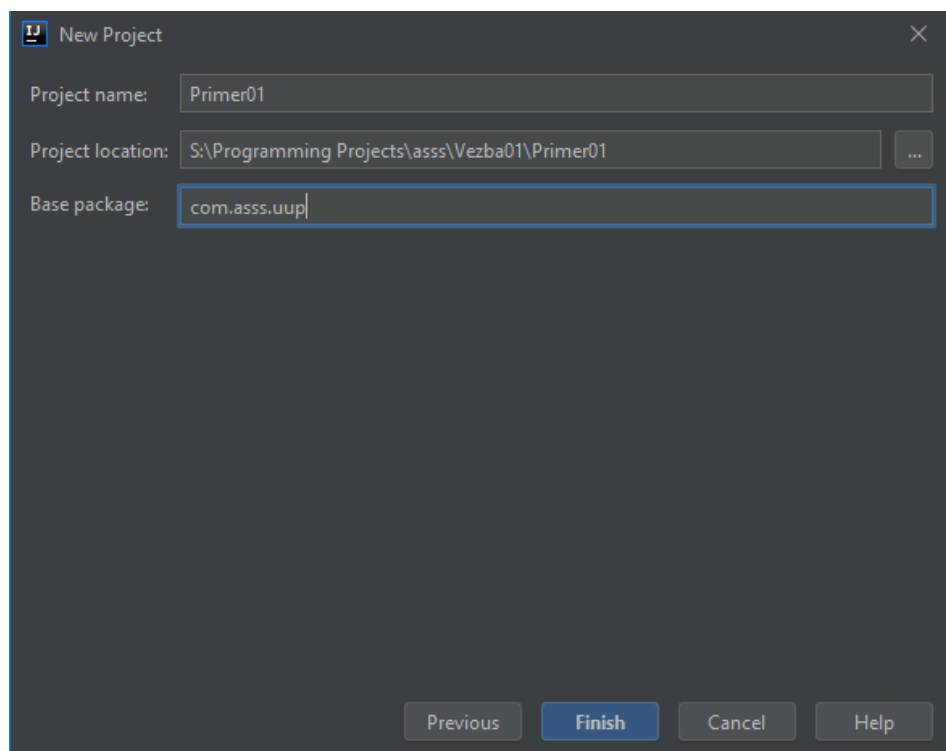 IJ New Project
Project name: Primer01
Project location: S:\Programming Projects\asss\Vezba01\Primer01 ...
Base package: com.asss.uup
Previous Finish Cancel Help